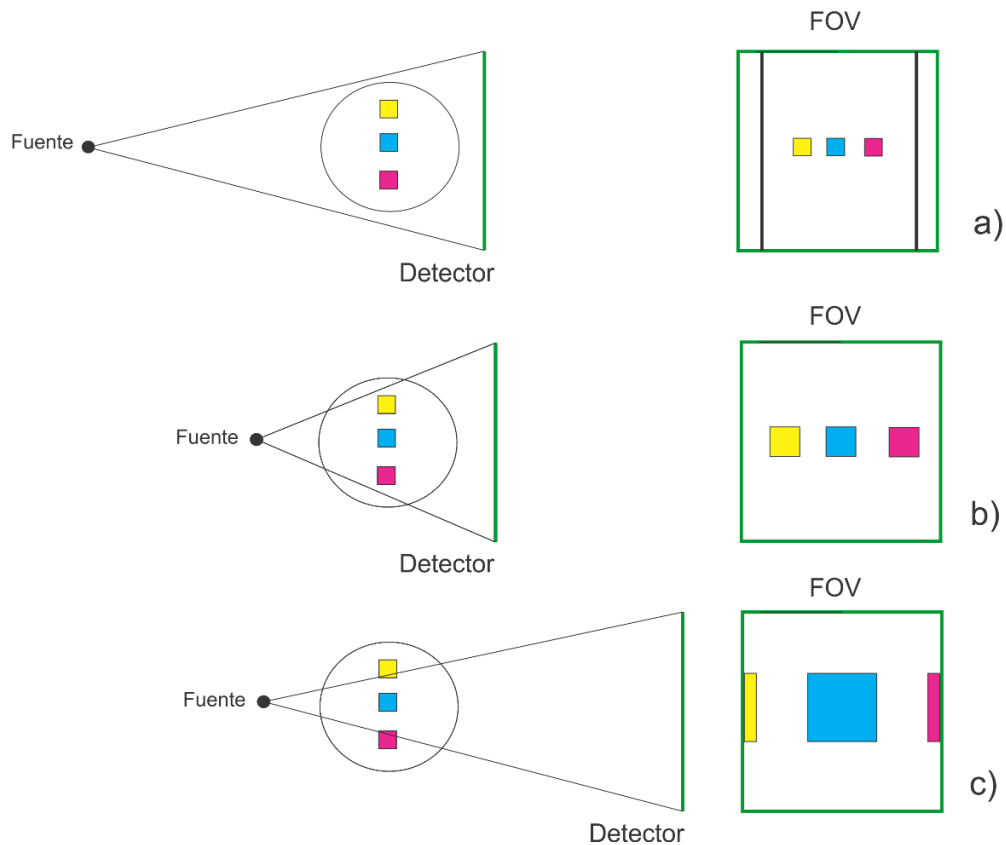 FOV
Fuente
Detector
a)
FOV
Fuente
Detector
b)
FOV
Fuente
Detector
c)